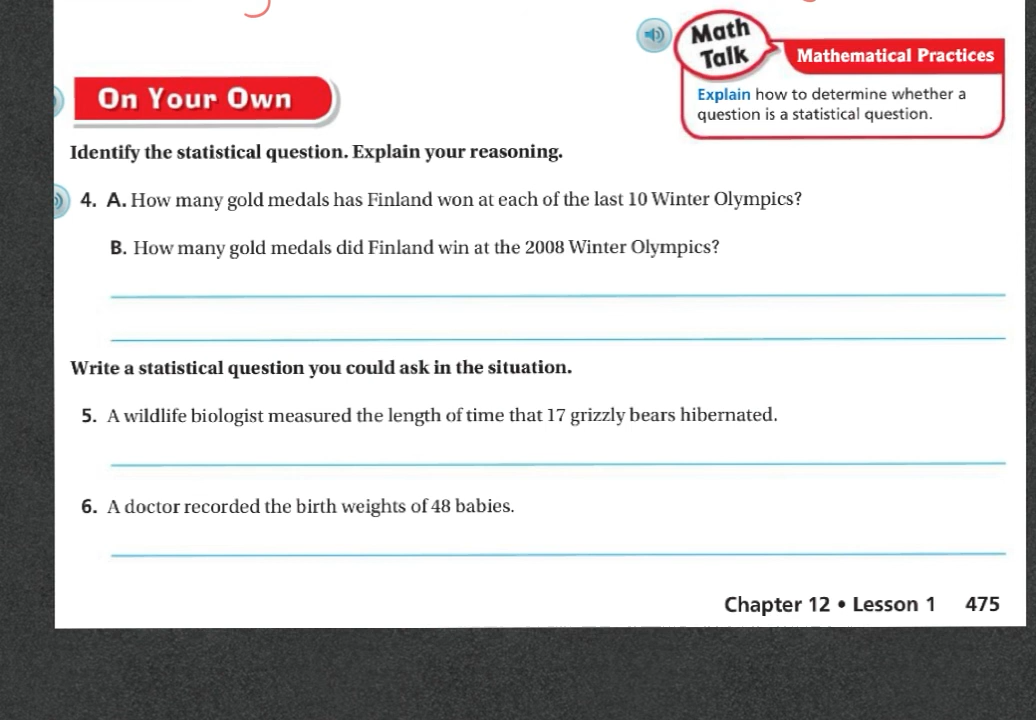 Math
Talk
Mathematical Practices
Explain how to determine whether a
question is a statistical question.
On Your Own
Identify the statistical question. Explain your reasoning.
4. A. How many gold medals has Finland won at each of the last 10 Winter Olympics?
B. How many gold medals did Finland win at the 2008 Winter Olympics?
Write a statistical question you could ask in the situation.
5. A wildlife biologist measured the length of time that 17 grizzly bears hibernated.
6. A doctor recorded the birth weights of 48 babies.
Chapter 12 • Lesson 1 475